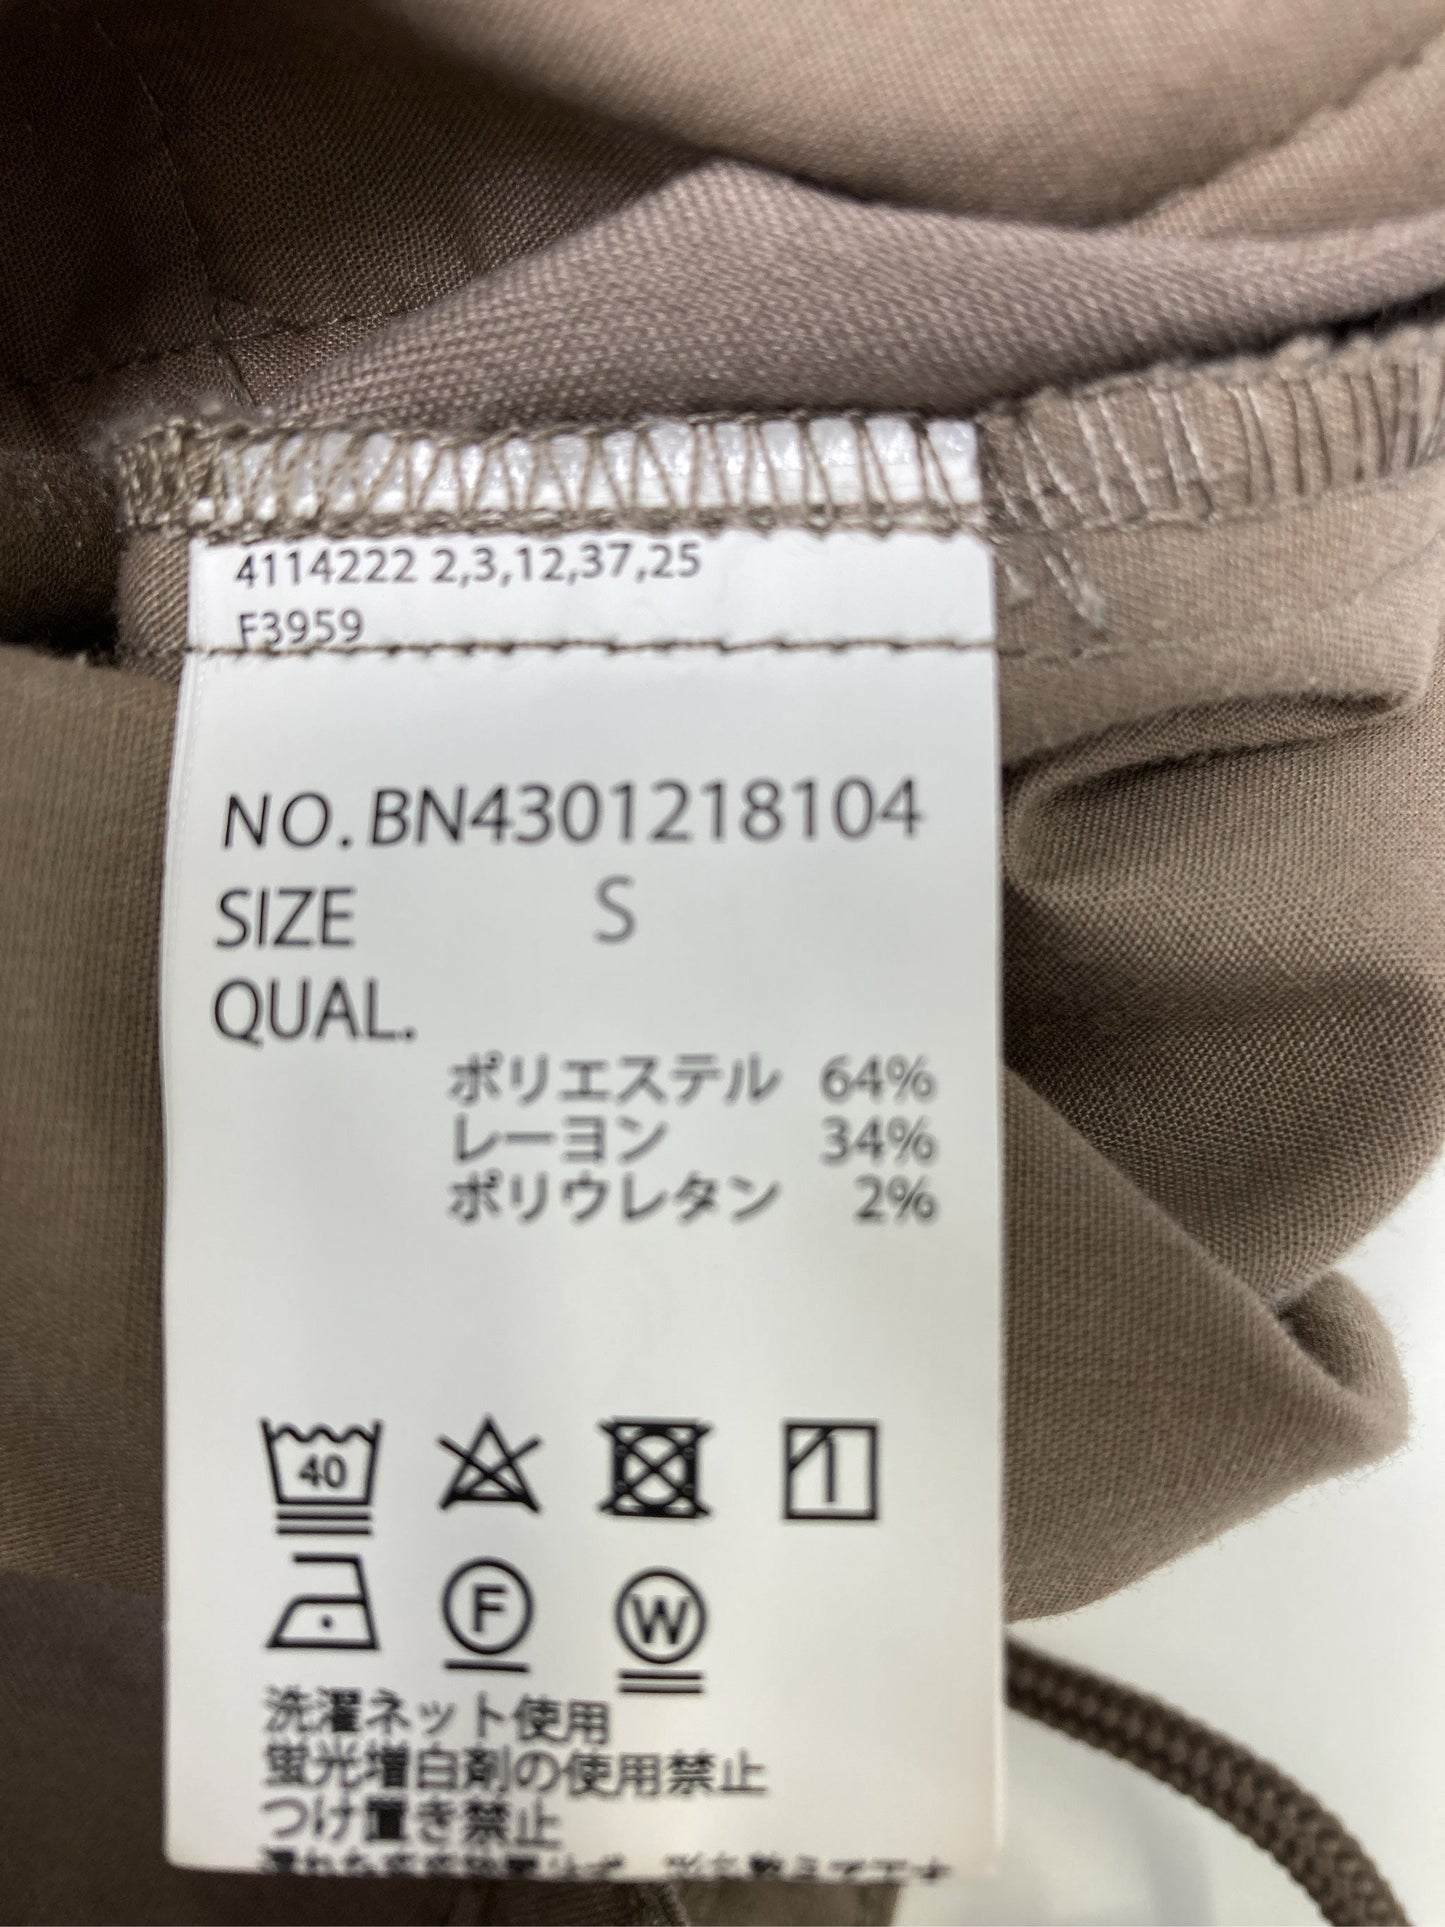 4114222 2,3,12,37,25
F3959
NO.BN4301218104
SIZE S
QUAL.
ポリエステル 64%
レーヨン 34%
ポリウレタン 2%
40
F W
洗濯ネット使用
蛍光増白剤の使用禁止
つけ置き禁止